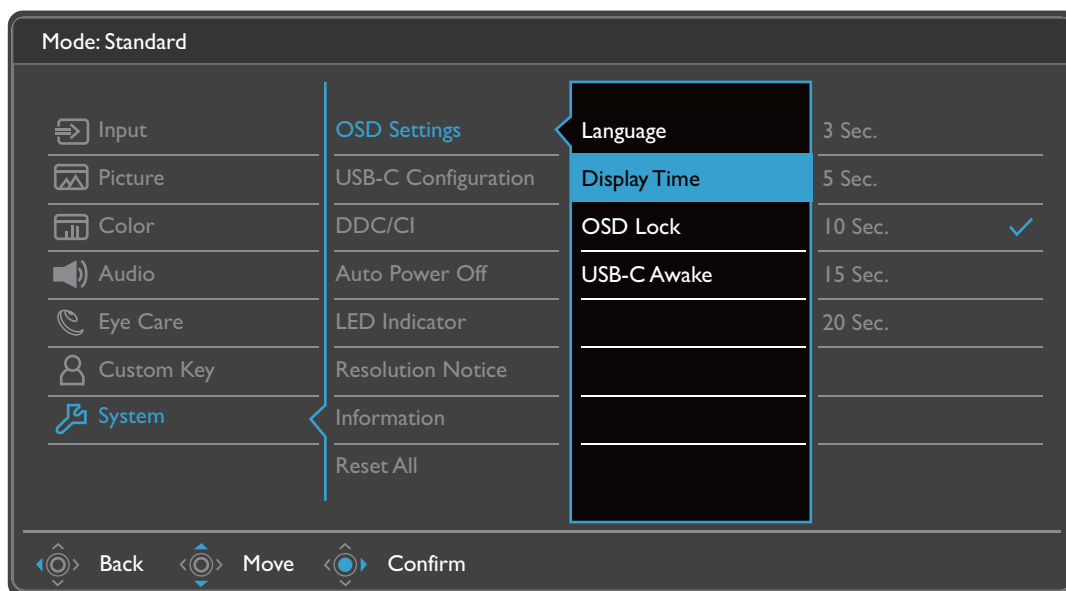 Mode: Standard
Input
Picture
Color
Audio
Eye Care
Custom Key
System
OSD Settings
USB-C Configuration
DDC/CI
Auto Power Off
LED Indicator
Resolution Notice
Information
Reset All
Language
Display Time
OSD Lock
USB-C Awake
3 Sec.
5 Sec.
10 Sec.
15 Sec.
20 Sec.
Back Move Confirm